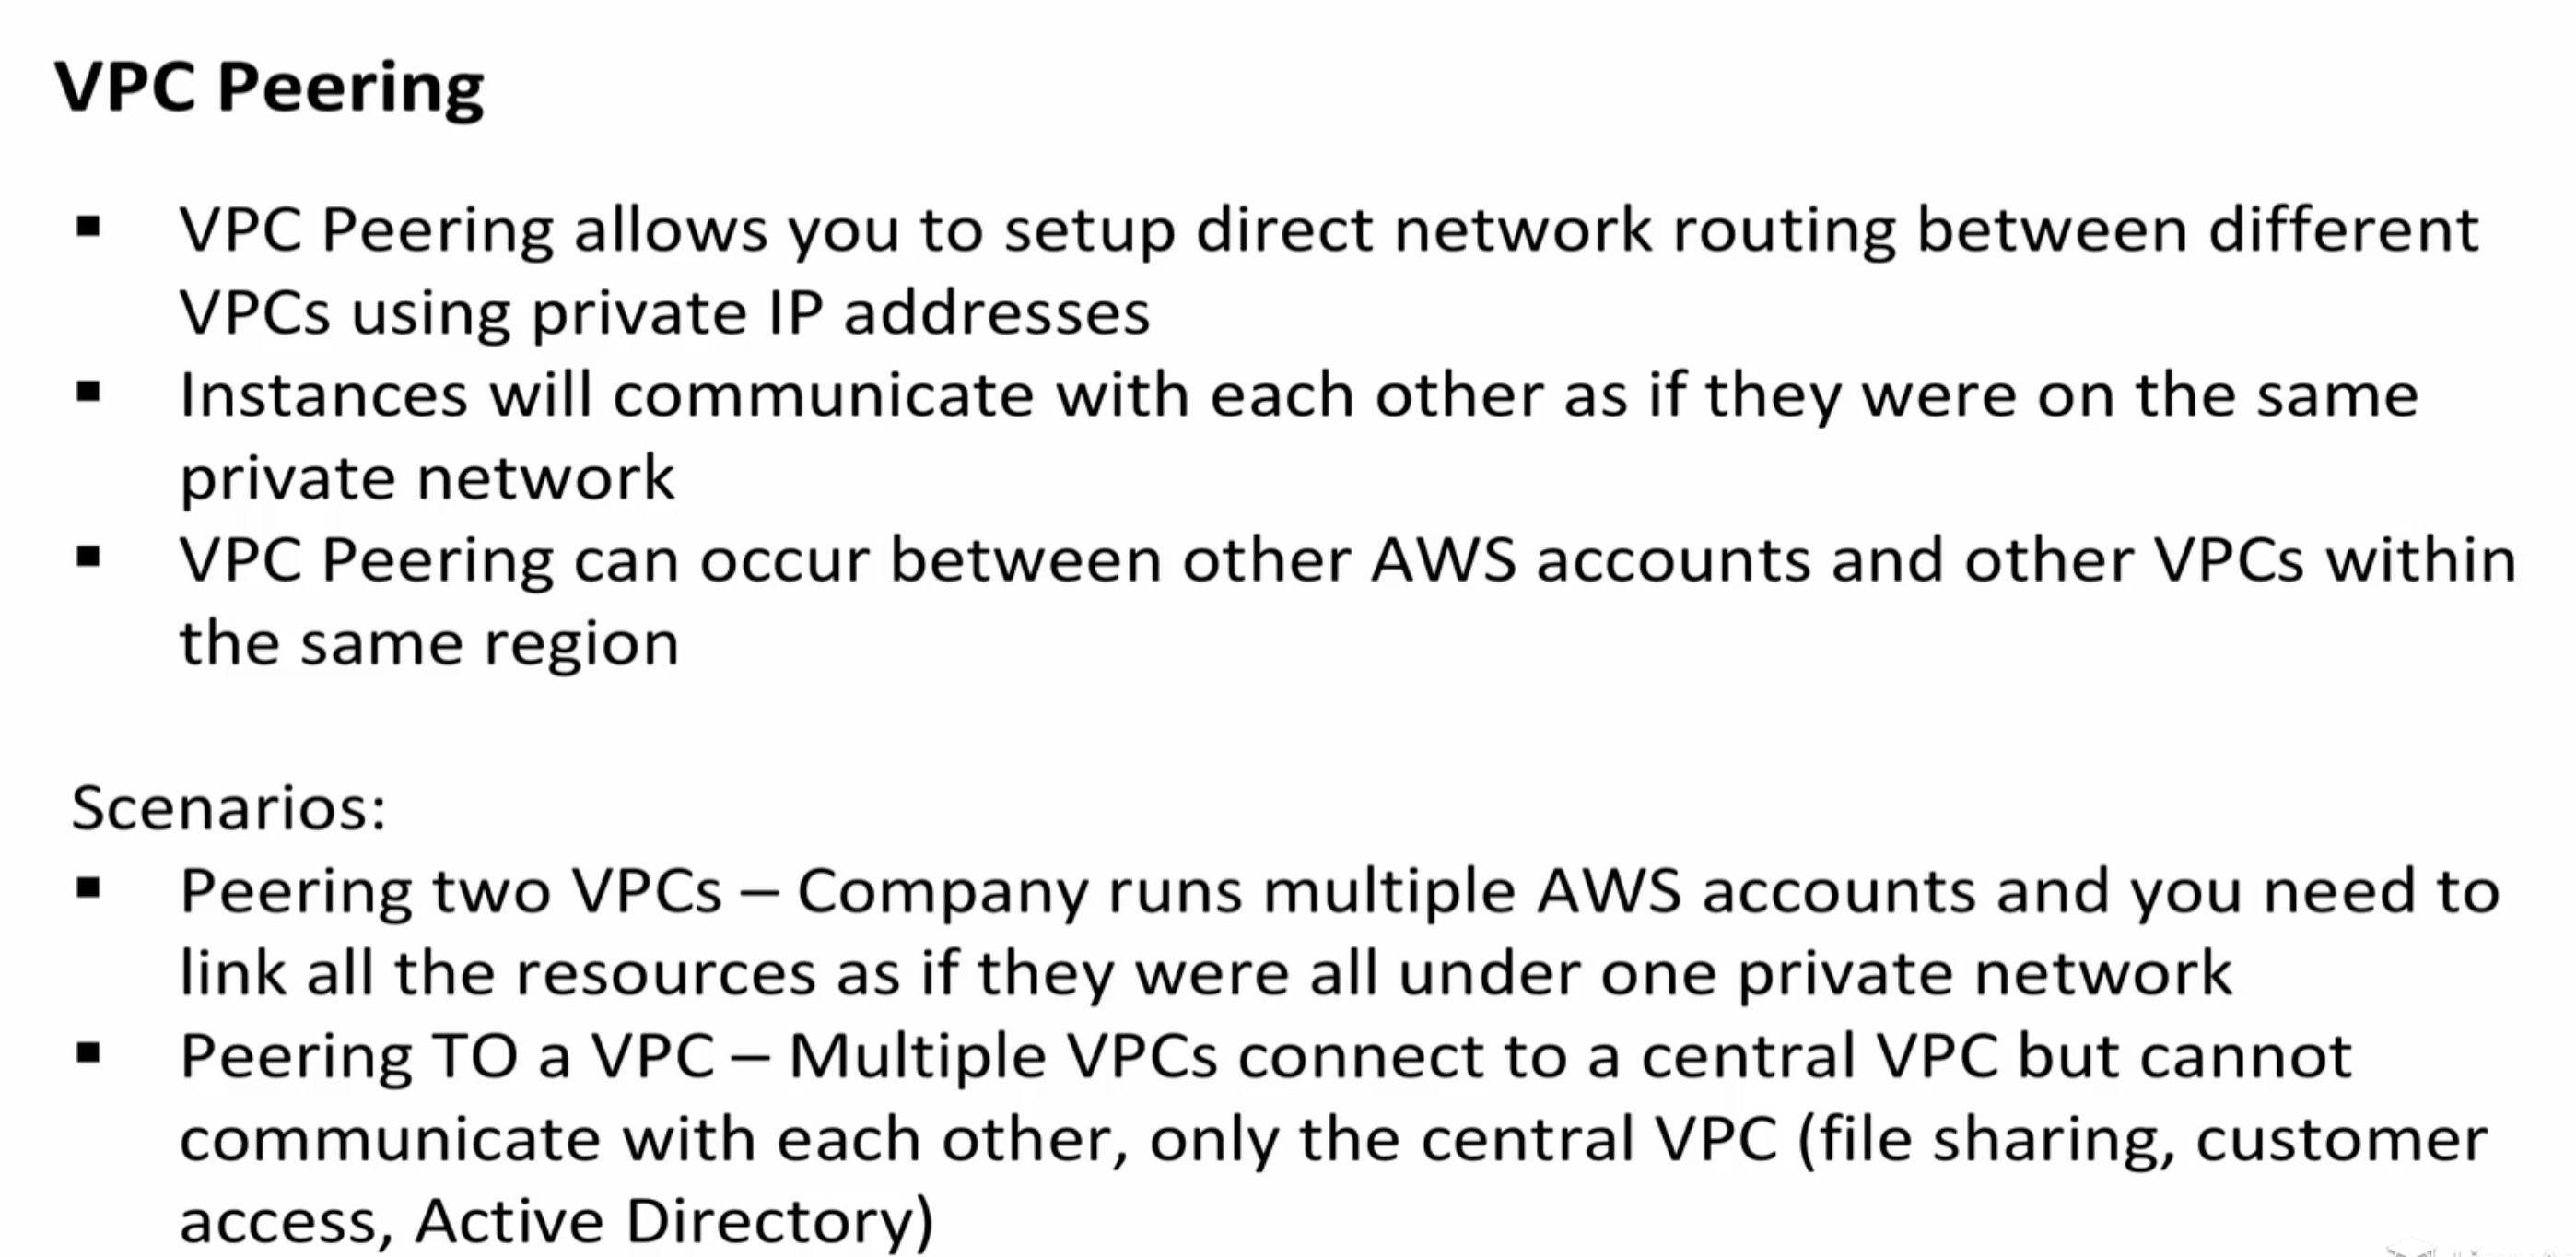 VPC Peering
▪ VPC Peering allows you to setup direct network routing between different
VPCs using private IP addresses
▪ Instances will communicate with each other as if they were on the same
private network
▪ VPC Peering can occur between other AWS accounts and other VPCs within
the same region
Scenarios:
▪ Peering two VPCs – Company runs multiple AWS accounts and you need to
link all the resources as if they were all under one private network
▪ Peering TO a VPC – Multiple VPCs connect to a central VPC but cannot
communicate with each other, only the central VPC (file sharing, customer
access, Active Directory)